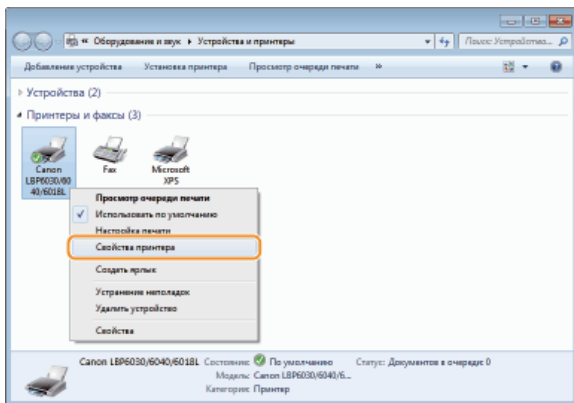 « Оборудование и звук ▸ Устройства и принтеры
Поиск: Устройства...
Добавление устройства Установка принтера Просмотр очереди печати »
Устройства (2)
Принтеры и факсы (3)
Canon LBP6030/60 40/6018L
Fax
Microsoft XPS
Просмотр очереди печати
Использовать по умолчанию
Настройка печати
Свойства принтера
Создать ярлык
Устранение неполадок
Удалить устройство
Свойства
Canon LBP6030/6040/6018L Состояние: По умолчанию Статус: Документов в очереди: 0
Модель: Canon LBP6030/6040/6...
Категория: Принтер